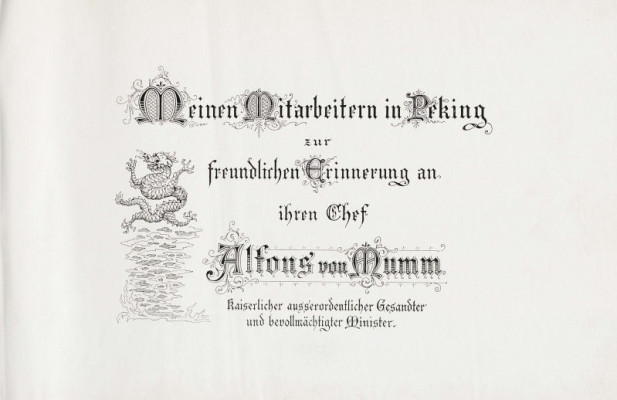 Meinen Mitarbeitern in Peking
zur
freundlichen Erinnerung an
ihren Chef
Alfons von Mumm
Kaiserlicher ausserordentlicher Gesandter
und bevollmächtigter Minister.